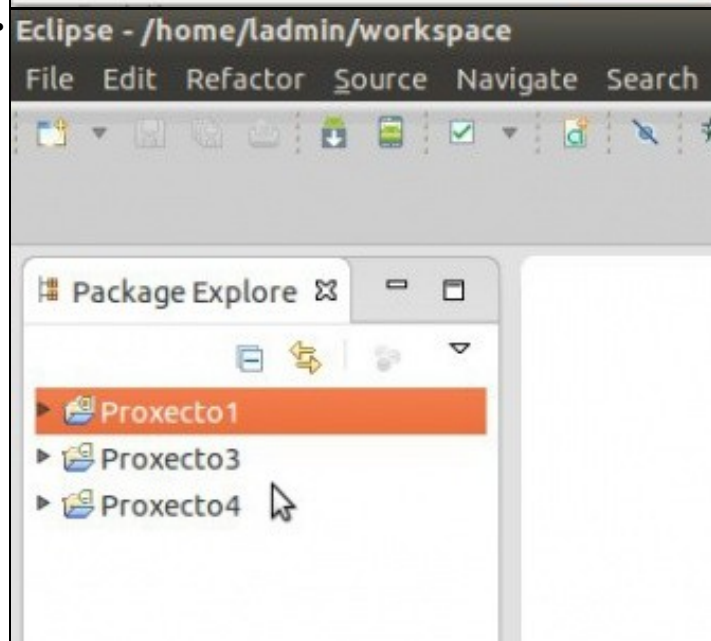 Eclipse - /home/ladmin/workspace
File Edit Refactor Source Navigate Search
Package Explore
Proxecto1
Proxecto3
Proxecto4